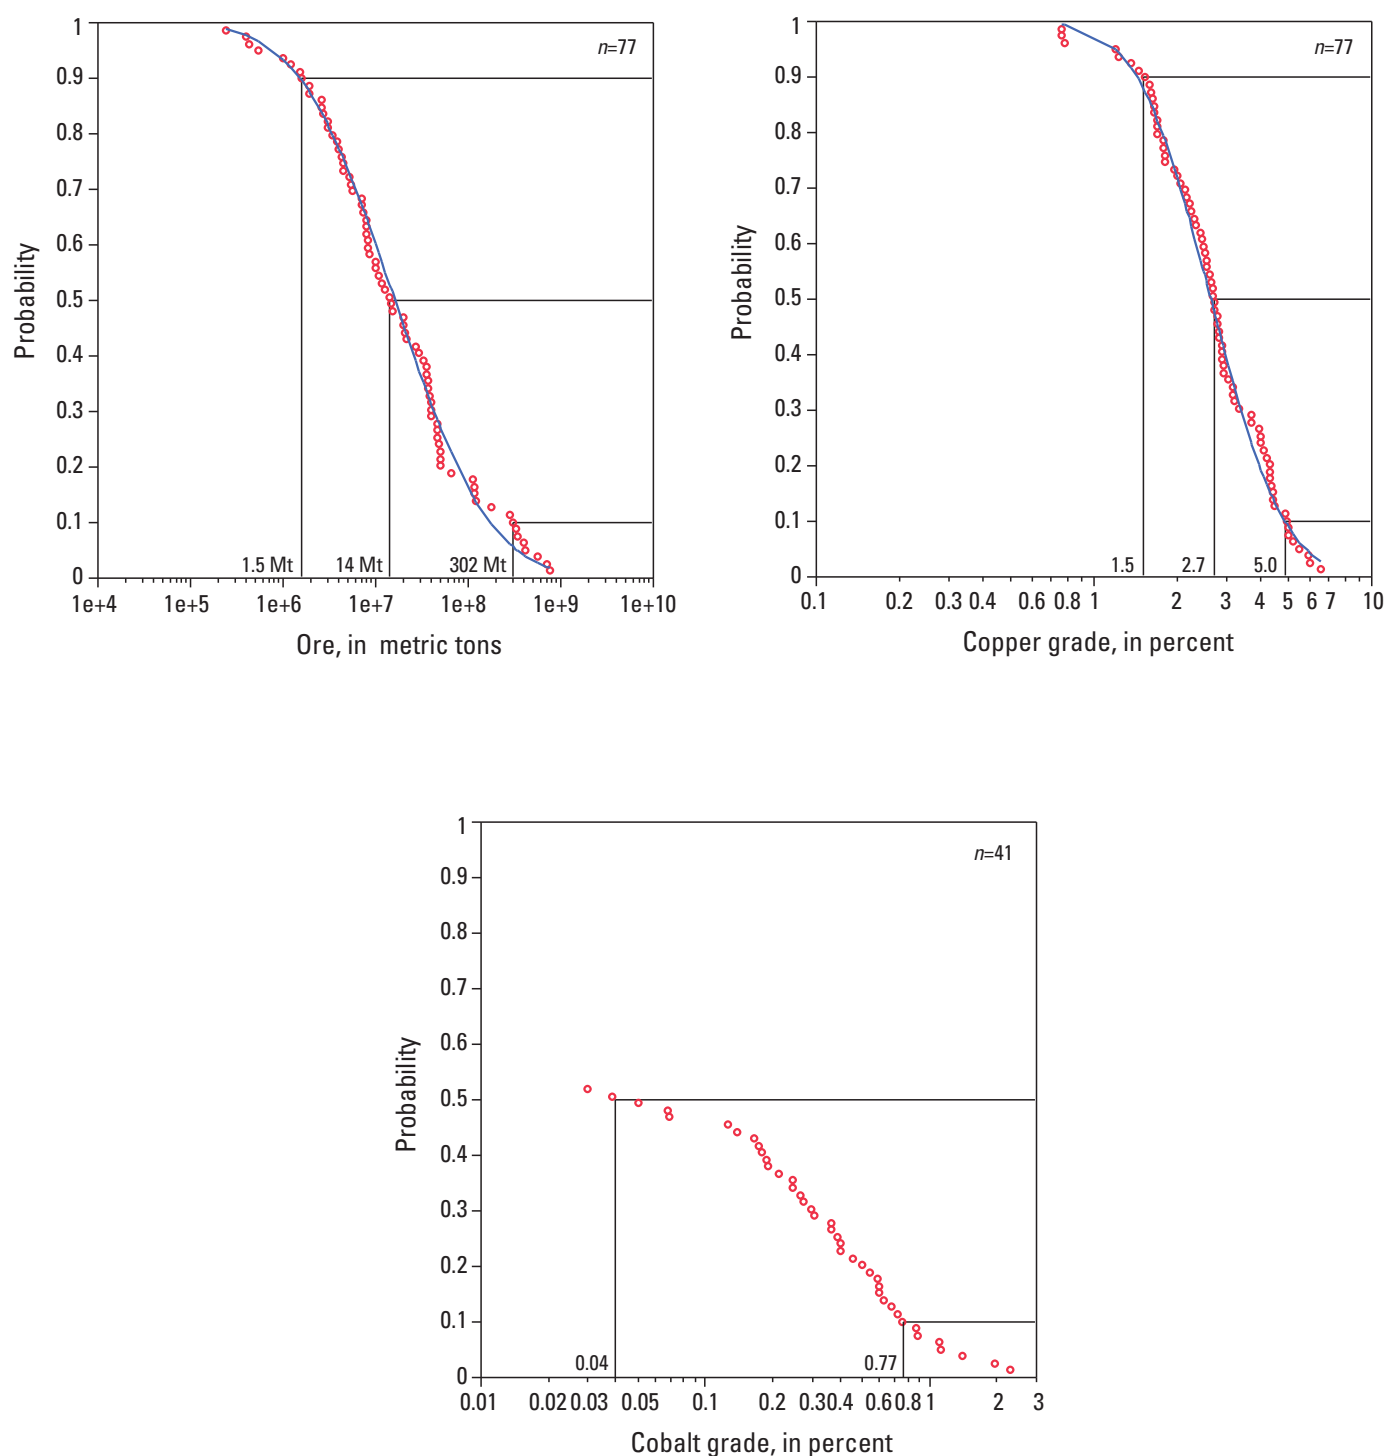 n=77
Probability
1
0.9
0.8
0.7
0.6
0.5
0.4
0.3
0.2
0.1
0
1.5 Mt 14 Mt 302 Mt
1e+4 1e+5 1e+6 1e+7 1e+8 1e+9 1e+10
Ore, in metric tons
n=77
Probability
1
0.9
0.8
0.7
0.6
0.5
0.4
0.3
0.2
0.1
0
1.5 2.7 5.0
0.1 0.2 0.3 0.4 0.6 0.8 1 2 3 4 5 6 7 10
Copper grade, in percent
n=41
Probability
1
0.9
0.8
0.7
0.6
0.5
0.4
0.3
0.2
0.1
0
0.04 0.77
0.01 0.02 0.03 0.05 0.1 0.2 0.3 0.4 0.6 0.8 1 2 3
Cobalt grade, in percent